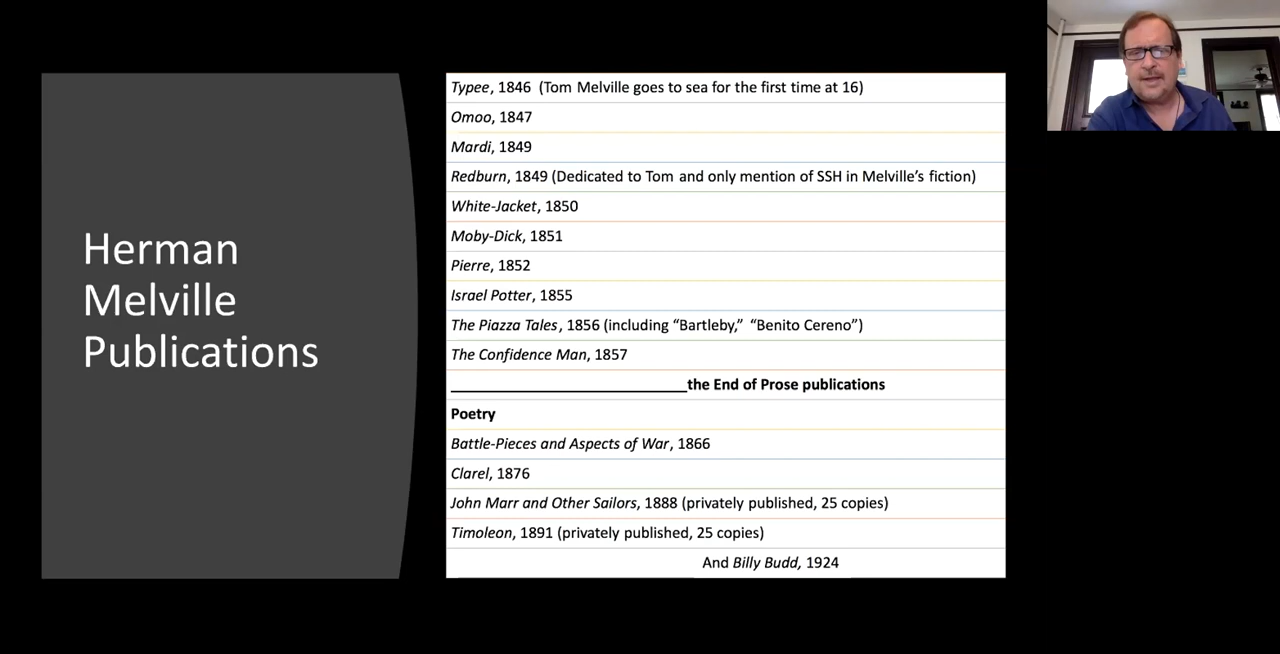 Herman
Melville
Publications
Typee, 1846 (Tom Melville goes to sea for the first time at 16)
Omoo, 1847
Mardi, 1849
Redburn, 1849 (Dedicated to Tom and only mention of SSH in Melville’s fiction)
White-Jacket, 1850
Moby-Dick, 1851
Pierre, 1852
Israel Potter, 1855
The Piazza Tales, 1856 (including “Bartleby,” “Benito Cereno”)
The Confidence Man, 1857
____________________________the End of Prose publications
Poetry
Battle-Pieces and Aspects of War, 1866
Clarel, 1876
John Marr and Other Sailors, 1888 (privately published, 25 copies)
Timoleon, 1891 (privately published, 25 copies)
And Billy Budd, 1924